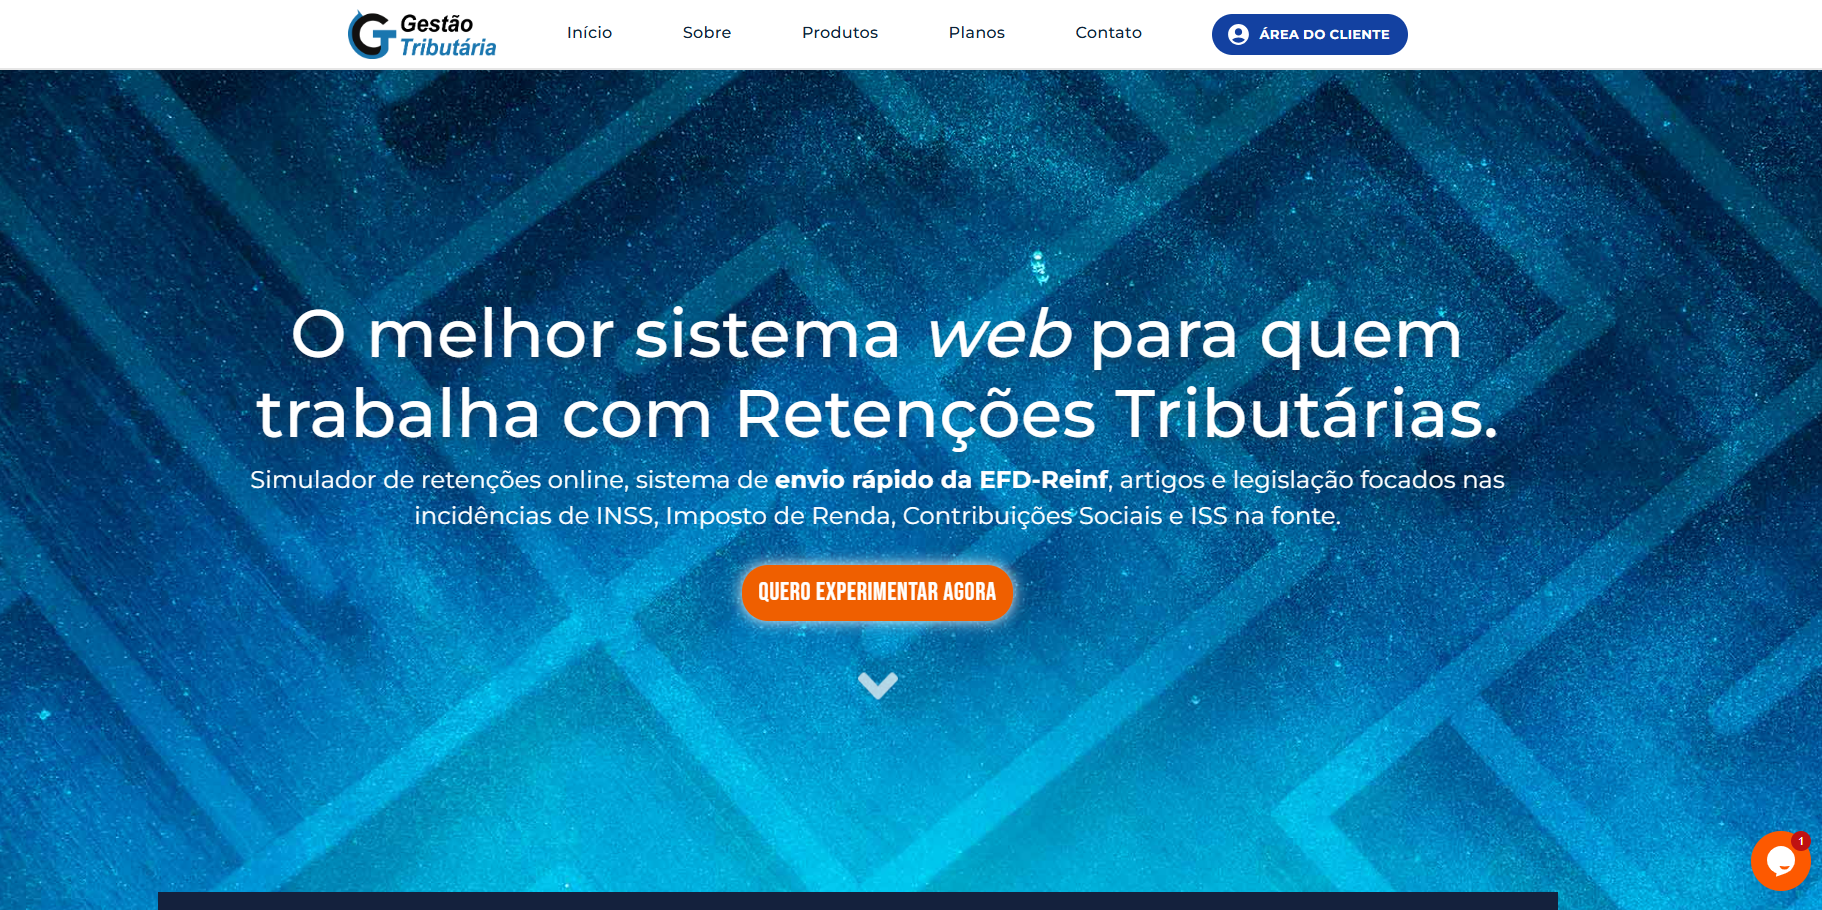 Gestão
Tributária
Início
Sobre
Produtos
Planos
Contato
ÁREA DO CLIENTE
O melhor sistema web para quem
trabalha com Retenções Tributárias.
Simulador de retenções online, sistema de envio rápido da EFD-Reinf, artigos e legislação focados nas
incidências de INSS, Imposto de Renda, Contribuições Sociais e ISS na fonte.
QUERO EXPERIMENTAR AGORA
1